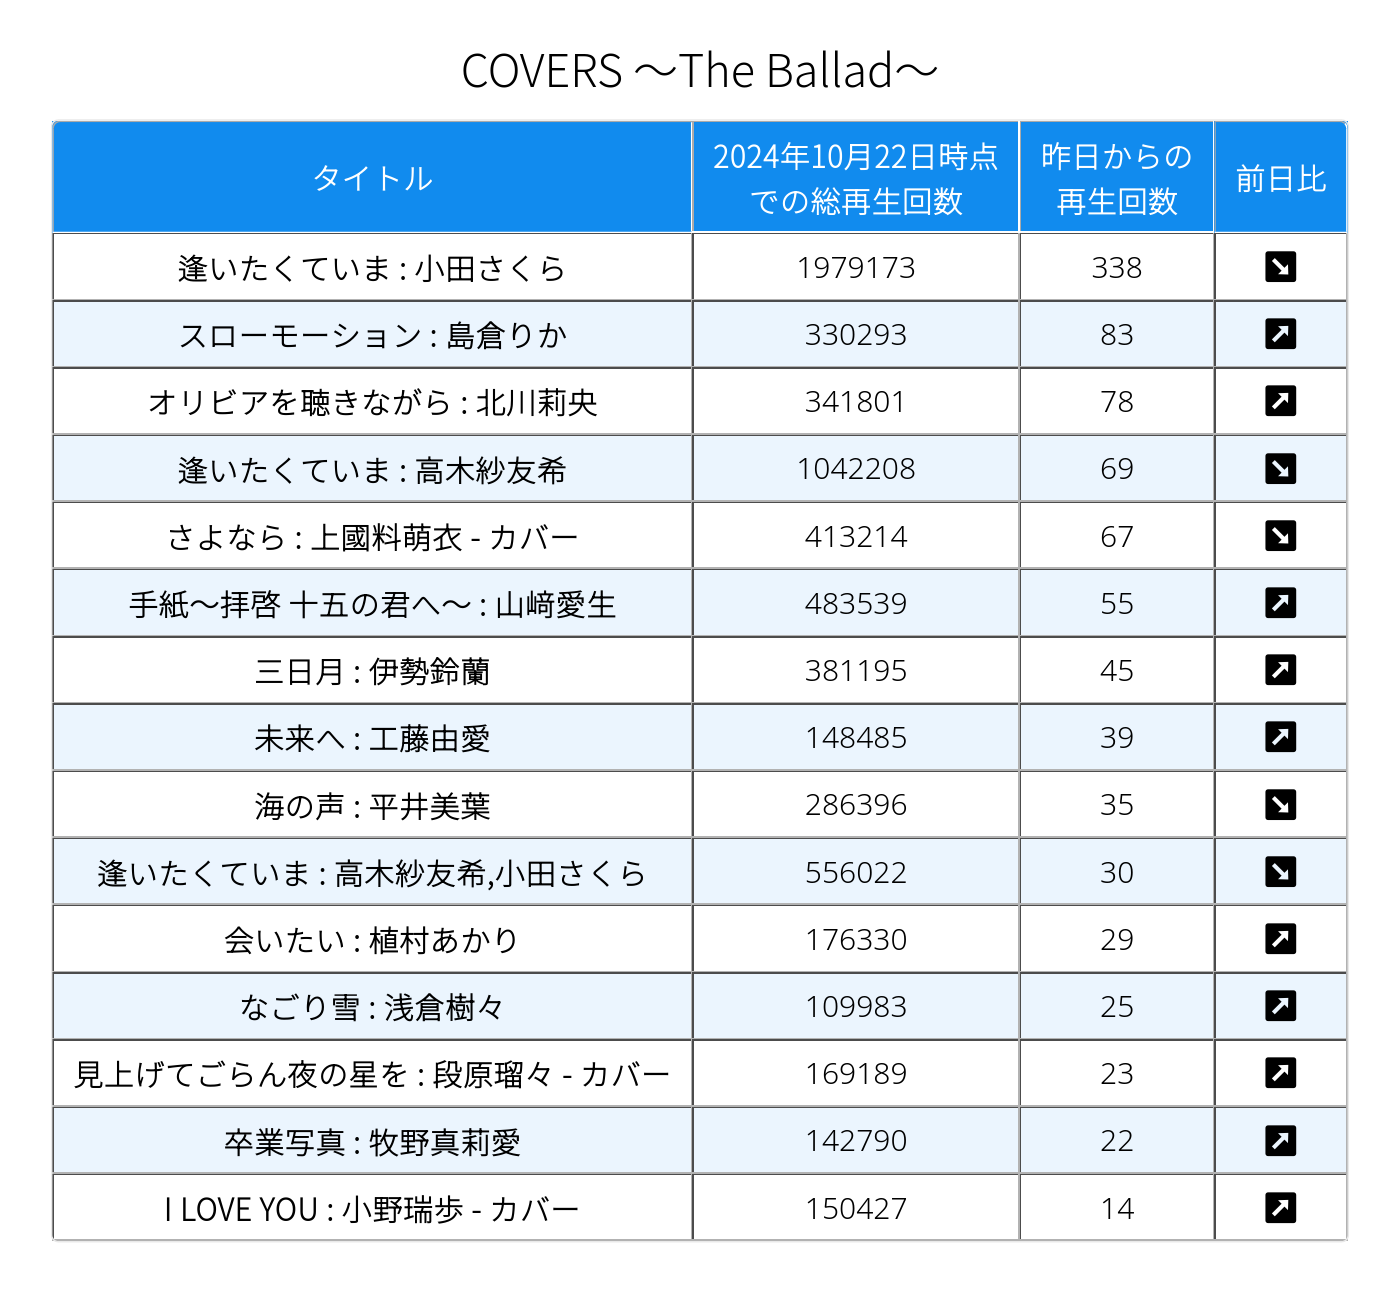 COVERS ～The Ballad～
タイトル
2024年10月22日時点
での総再生回数
昨日からの
再生回数
前日比
逢いたくていま : 小田さくら 1979173 338
スローモーション : 島倉りか 330293 83
オリビアを聴きながら : 北川莉央 341801 78
逢いたくていま : 高木紗友希 1042208 69
さよなら : 上國料萌衣 - カバー 413214 67
手紙～拝啓 十五の君へ～ : 山﨑愛生 483539 55
三日月 : 伊勢鈴蘭 381195 45
未来へ : 工藤由愛 148485 39
海の声 : 平井美葉 286396 35
逢いたくていま : 高木紗友希,小田さくら 556022 30
会いたい : 植村あかり 176330 29
なごり雪 : 浅倉樹々 109983 25
見上げてごらん夜の星を : 段原瑠々 - カバー 169189 23
卒業写真 : 牧野真莉愛 142790 22
I LOVE YOU : 小野瑞歩 - カバー 150427 14